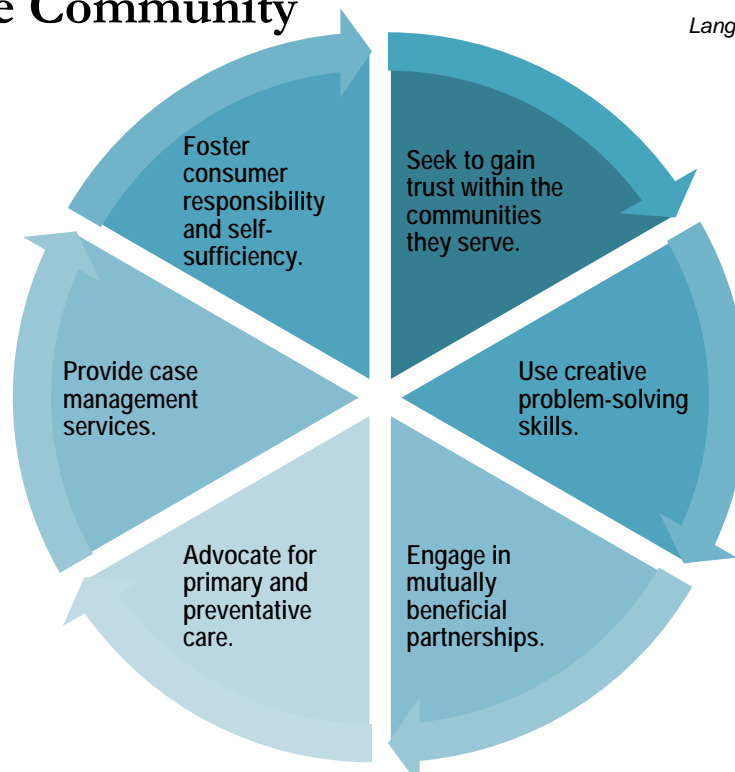 e Community
Lang
Seek to gain
trust within the
communities
they serve.
Use creative
problem-solving
skills.
Engage in
mutually
beneficial
partnerships.
Advocate for
primary and
preventative
care.
Provide case
management
services.
Foster
consumer
responsibility
and self-
sufficiency.